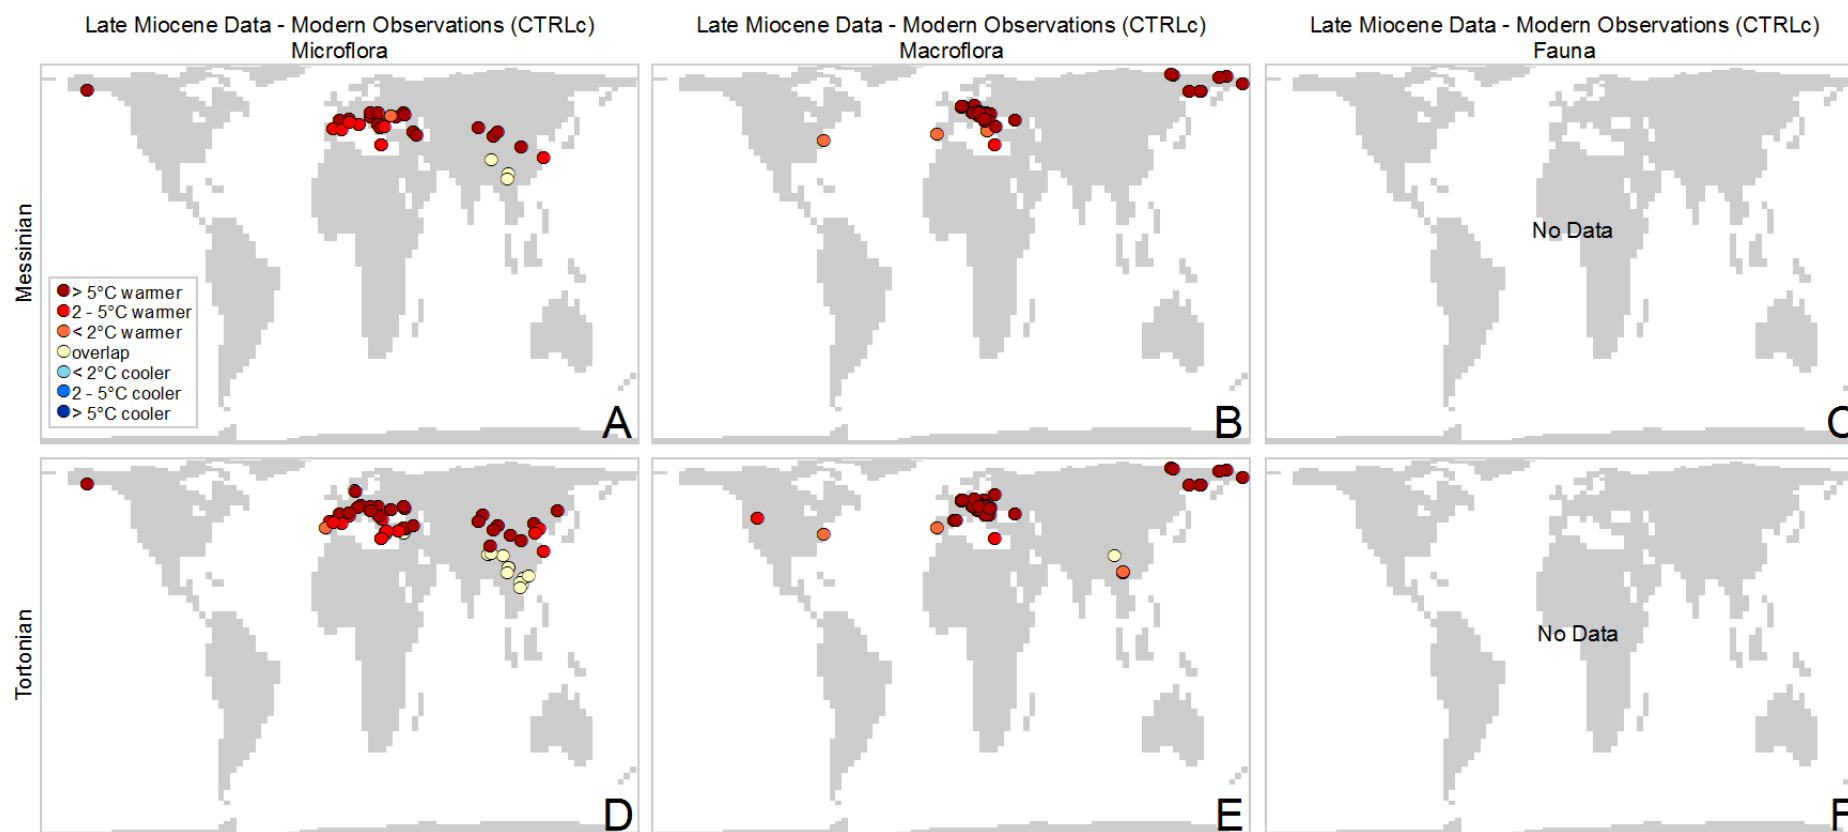 Late Miocene Data - Modern Observations (CTRLc)
Microflora
Late Miocene Data - Modern Observations (CTRLc)
Macroflora
Late Miocene Data - Modern Observations (CTRLc)
Fauna
Messinian
> 5°C warmer
2 - 5°C warmer
< 2°C warmer
overlap
< 2°C cooler
2 - 5°C cooler
> 5°C cooler
A
B
No Data
C
Tortonian
D
E
No Data
F